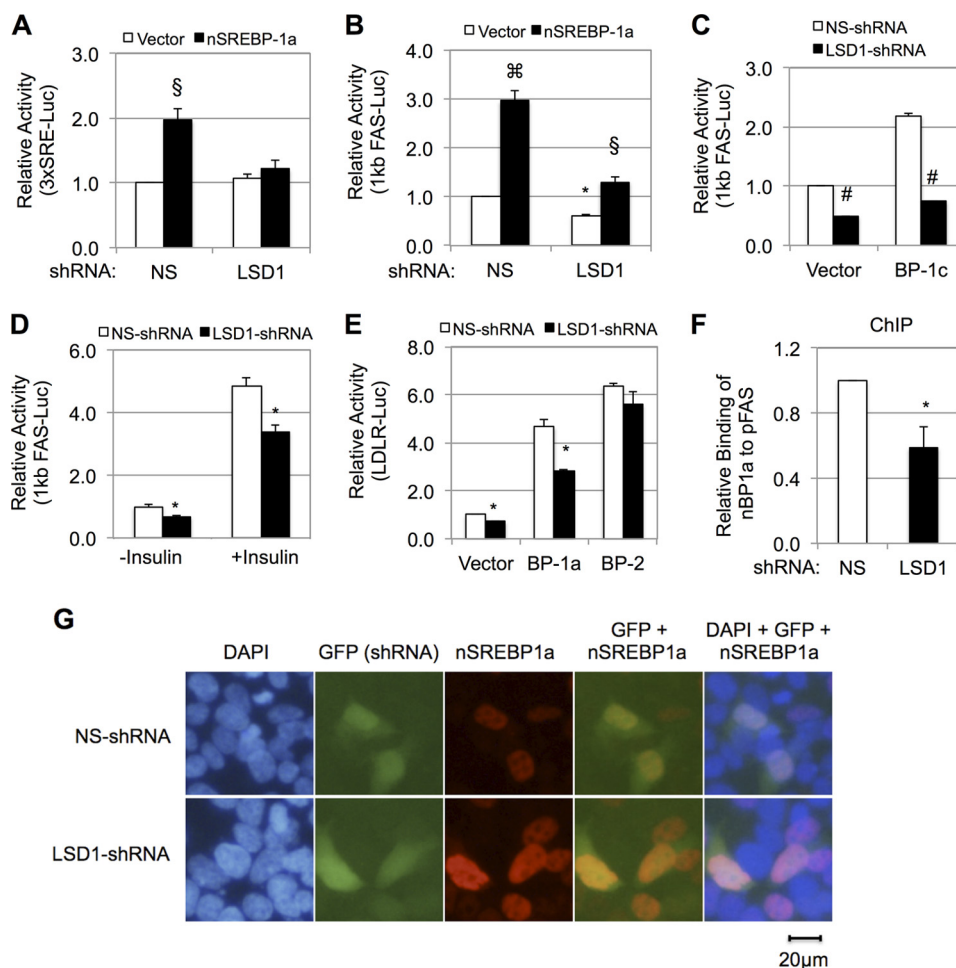 A
Vector nSREBP-1a
Relative Activity
(3xSRE-Luc)
3.0
2.0
1.0
0.0
§
shRNA: NS LSD1
B
Vector nSREBP-1a
Relative Activity
(1kb FAS-Luc)
4.0
3.0
2.0
1.0
0.0
⌘
*
§
shRNA: NS LSD1
C
NS-shRNA
LSD1-shRNA
Relative Activity
(1kb FAS-Luc)
3.0
2.0
1.0
0.0
#
#
Vector BP-1c
D
NS-shRNA LSD1-shRNA
Relative Activity
(1kb FAS-Luc)
6.0
4.0
2.0
0.0
*
*
-Insulin +Insulin
E
NS-shRNA LSD1-shRNA
Relative Activity
(LDLR-Luc)
8.0
6.0
4.0
2.0
0.0
*
*
Vector BP-1a BP-2
F
ChIP
Relative Binding of
nBP1a to pFAS
1.2
0.8
0.4
0.0
*
shRNA: NS LSD1
G
DAPI
GFP (shRNA)
nSREBP1a
GFP +
nSREBP1a
DAPI + GFP +
nSREBP1a
NS-shRNA
LSD1-shRNA
20µm